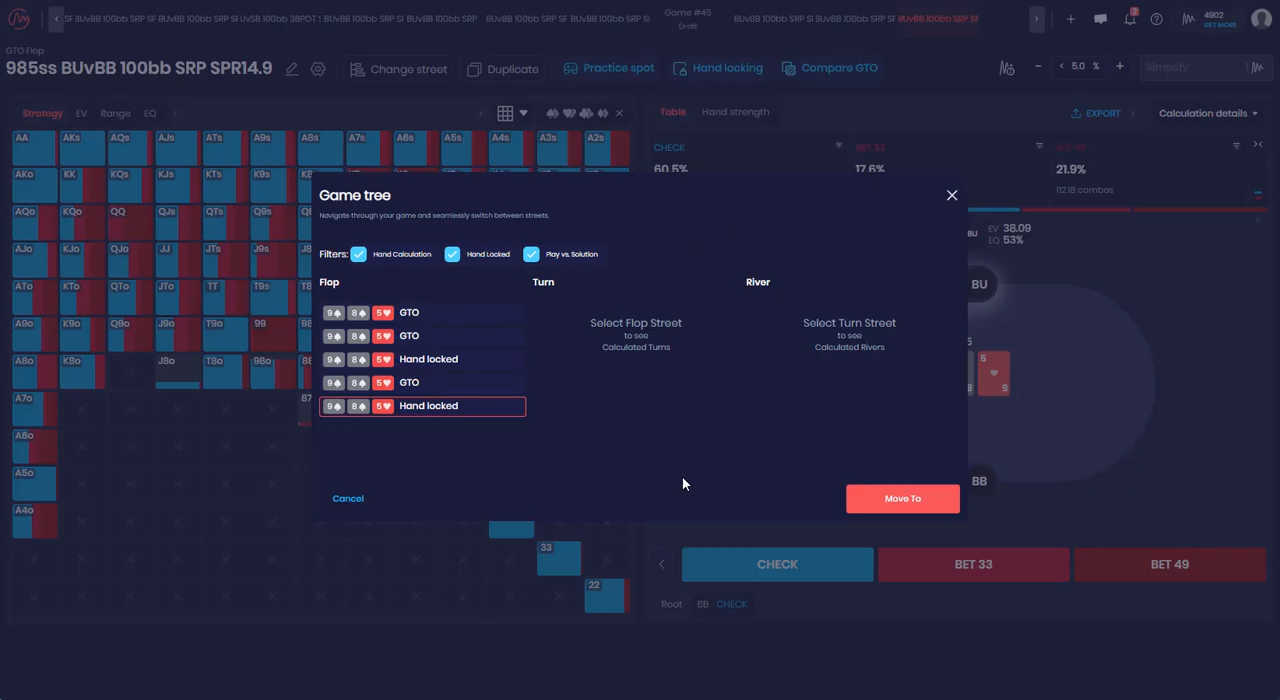 SF BUvBB 100bb SRP SF BUvBB 100bb SRP SF UvSB 100bb 3BPOT S BUvBB 100bb SRP SI BUvBB 100bb SRP BUvBB 100bb SRP SF BUvBB 100bb SRP SI
Game #45
Draft
BUvBB 100bb SRP SI BUvBB 100bb SRP SF BUvBB 100bb SRP SF
2
4902
GET MORE
GTO Flop
985ss BUvBB 100bb SRP SPR14.9
Change street
Duplicate
Practice spot
Hand locking
Compare GTO
5.0 %
Simplify
Strategy EV Range EQ
Table Hand strength
EXPORT
Calculation details
AA AKs AQs AJs ATs A9s A8s A7s A6s A5s A4s A3s A2s
CHECK
60.5%
BET 33
17.6%
21.9%
112.18 combos
AKo KK KQs KJs KTs K9s
AQo KQo QQ QJs QTs Q9s
AJo KJo QJo JJ JTs J9s
ATo KTo QTo JTo TT T9s
A9o K9o Q9o J9o T9o 99
A8o K8o J8o T8o 98o
A7o
A6o
A5o
A4o
33
22
Game tree
Navigate through your game and seamlessly switch between streets.
Filters: Hand Calculation Hand Locked Play vs. Solution
Flop
Turn
River
9♠ 8♠ 5♥ GTO
9♠ 8♠ 5♥ GTO
9♠ 8♠ 5♥ Hand locked
9♠ 8♠ 5♥ GTO
9♠ 8♠ 5♥ Hand locked
Select Flop Street
to see
Calculated Turns
Select Turn Street
to see
Calculated Rivers
Cancel
Move To
BU
EV 38.09
EQ 53%
BU
5
BB
CHECK
BET 33
BET 49
Root BB CHECK